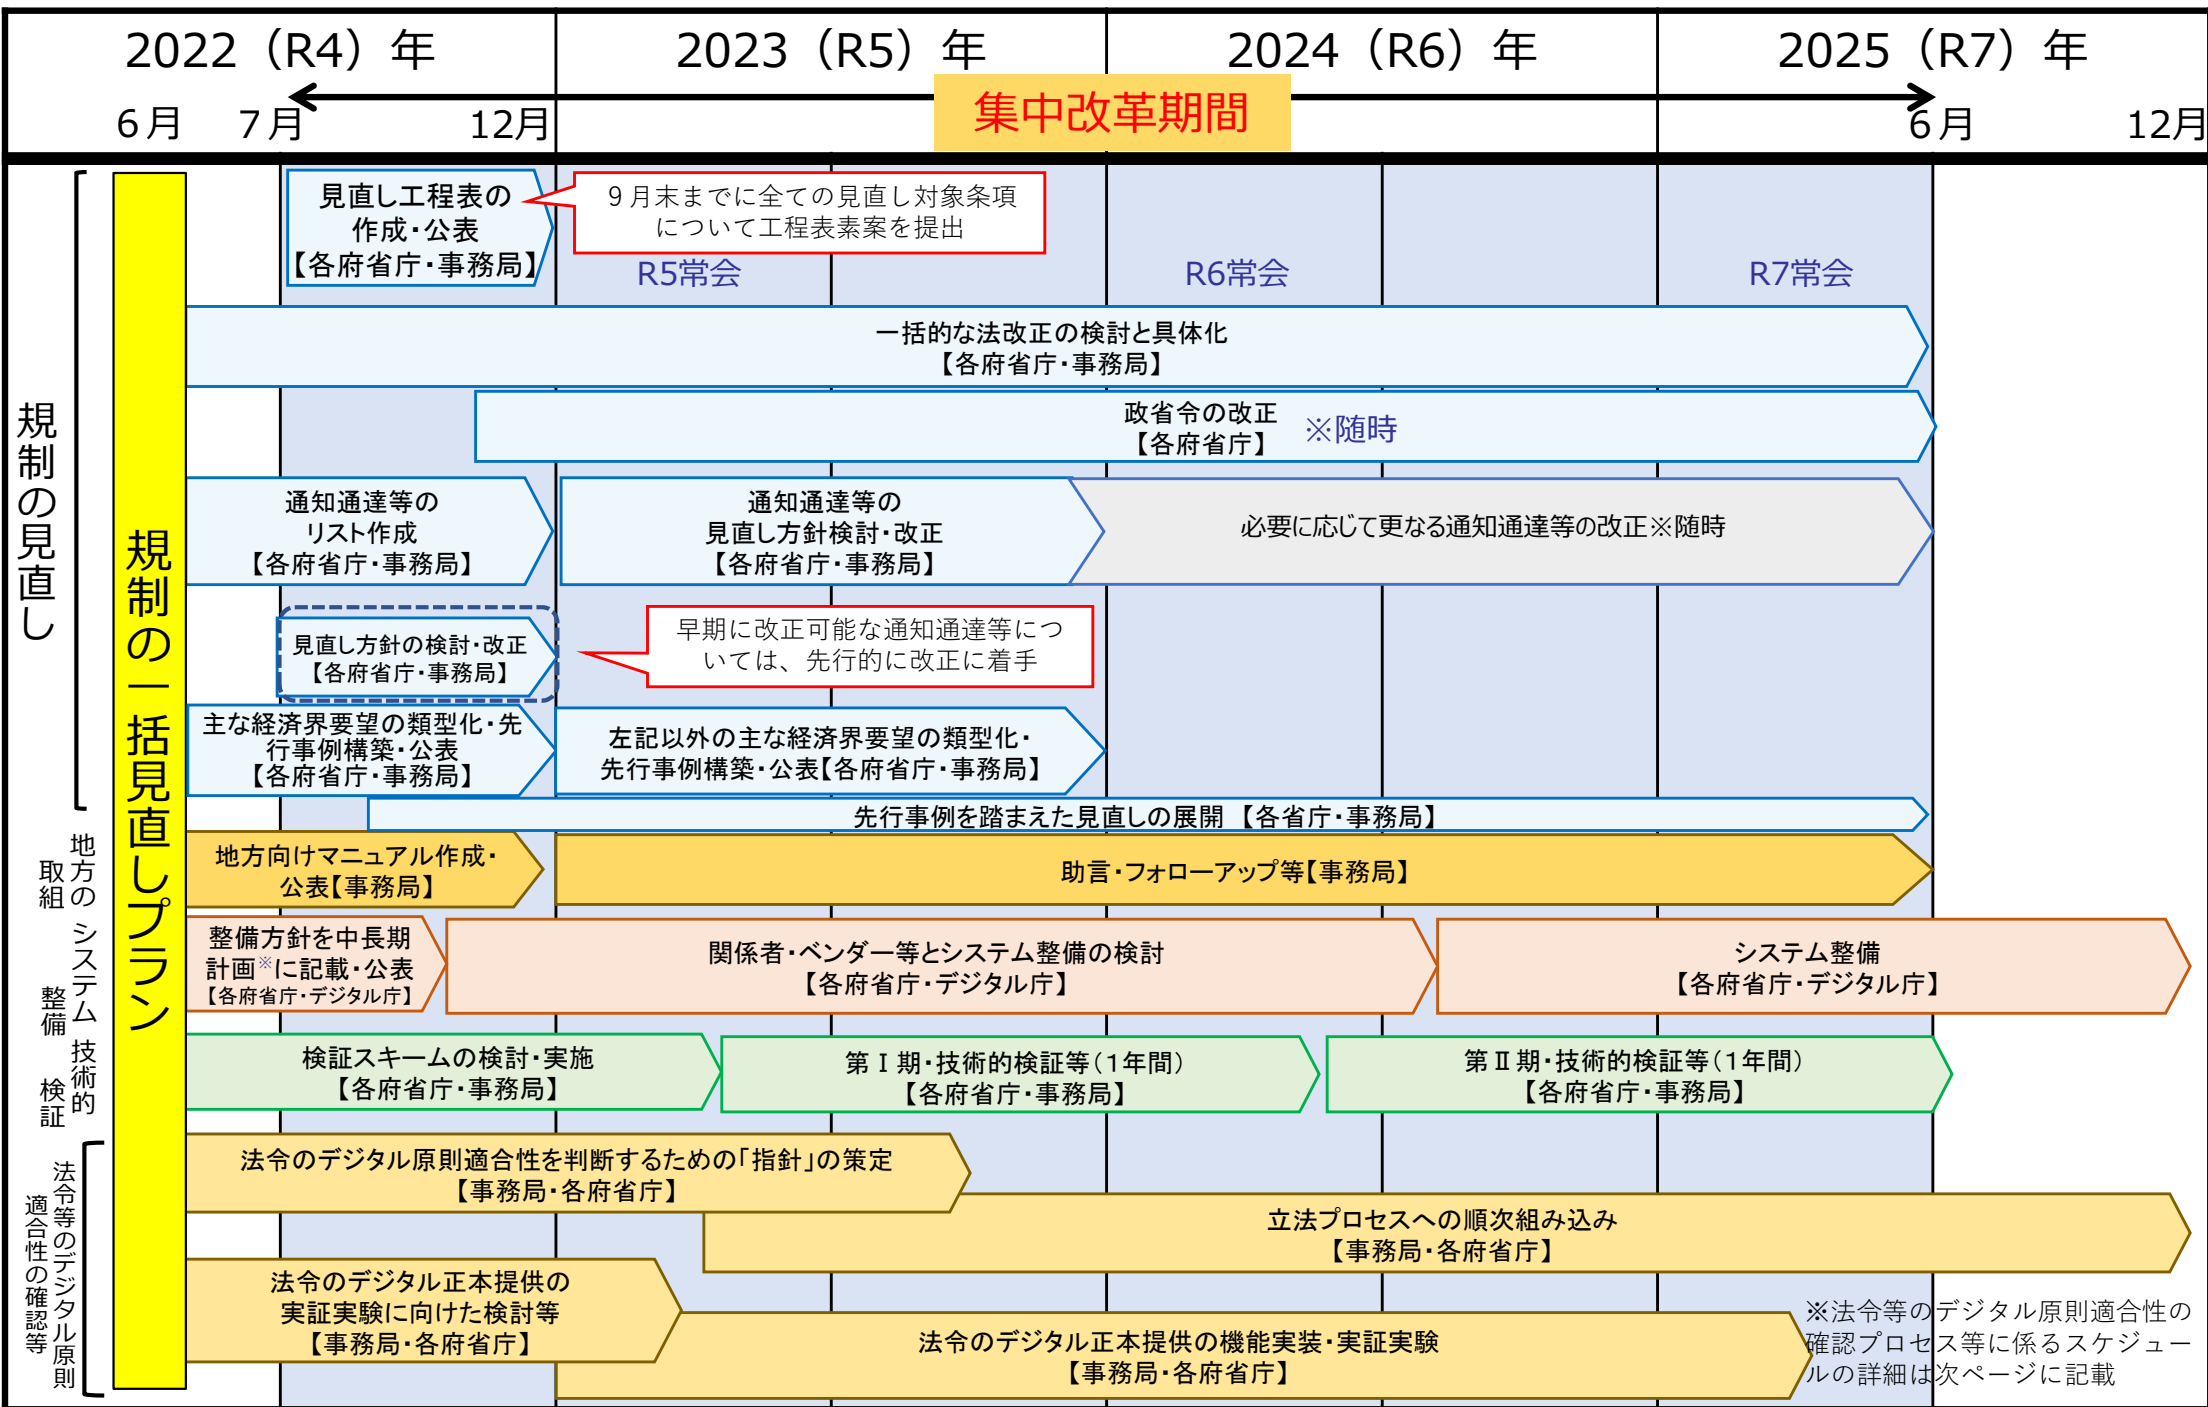 2022（R4）年
2023（R5）年
2024（R6）年
2025（R7）年
集中改革期間
６月
７月
12月
６月
12月
規制の見直し
規制の一括見直しプラン
見直し工程表の
作成・公表
【各府省庁・事務局】
９月末までに全ての見直し対象条項
について工程表素案を提出
R5常会
R6常会
R7常会
一括的な法改正の検討と具体化
【各府省庁・事務局】
政省令の改正
【各府省庁】
※随時
通知通達等の
リスト作成
【各府省庁・事務局】
通知通達等の
見直し方針検討・改正
【各府省庁・事務局】
必要に応じて更なる通知通達等の改正※随時
見直し方針の検討・改正
【各府省庁・事務局】
早期に改正可能な通知通達等につ
いては、先行的に改正に着手
主な経済界要望の類型化・先
行事例構築・公表
【各府省庁・事務局】
左記以外の主な経済界要望の類型化・
先行事例構築・公表【各府省庁・事務局】
先行事例を踏まえた見直しの展開 【各省庁・事務局】
地方の
取組
地方向けマニュアル作成・
公表【事務局】
助言・フォローアップ等【事務局】
システム
整備
整備方針を中長期
計画※に記載・公表
【各府省庁・デジタル庁】
関係者・ベンダー等とシステム整備の検討
【各府省庁・デジタル庁】
システム整備
【各府省庁・デジタル庁】
技術的
検証
検証スキームの検討・実施
【各府省庁・事務局】
第Ⅰ期・技術的検証等（１年間）
【各府省庁・事務局】
第Ⅱ期・技術的検証等（１年間）
【各府省庁・事務局】
法令等のデジタル原則
適合性の確認等
法令のデジタル原則適合性を判断するための「指針」の策定
【事務局・各府省庁】
立法プロセスへの順次組み込み
【事務局・各府省庁】
法令のデジタル正本提供の
実証実験に向けた検討等
【事務局・各府省庁】
法令のデジタル正本提供の機能実装・実証実験
【事務局・各府省庁】
※法令等のデジタル原則適合性の
確認プロセス等に係るスケジュー
ルの詳細は次ページに記載